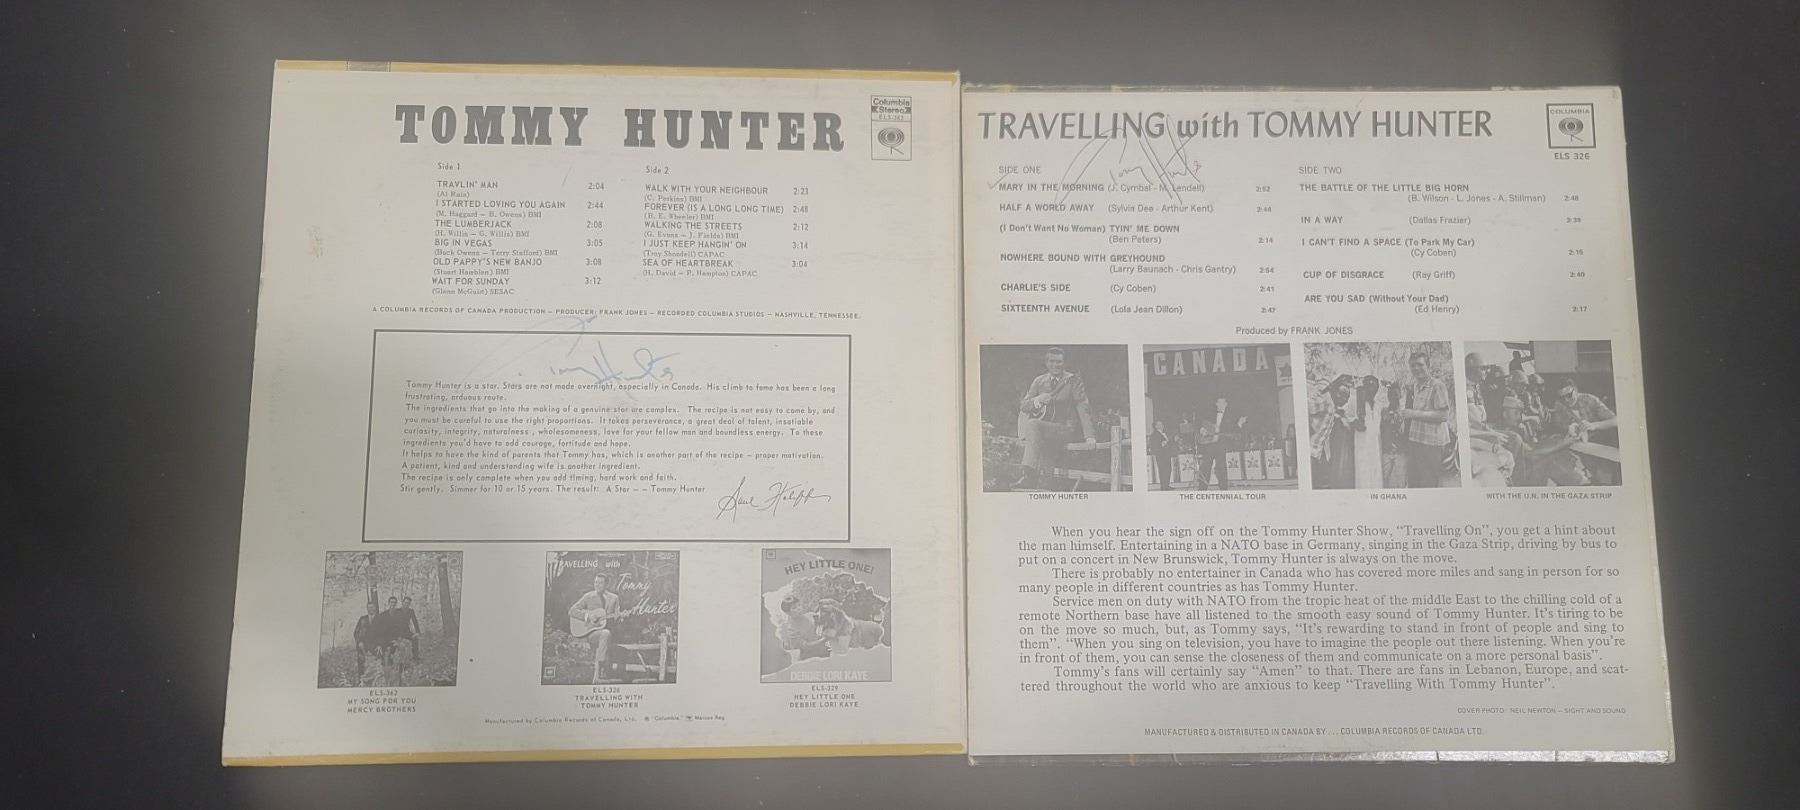 TOMMY HUNTER
Columbia
Stereo
ELS-363
Side 1
TRAVLIN' MAN 2:04
I STARTED LOVING YOU AGAIN 2:44
(M. Haggard – B. Owens) BMI
THE LUMBERJACK 2:08
(H. Willis – G. Willis) BMI
BIG IN VEGAS 3:05
(Buck Owens – Terry Stafford) BMI
OLD PAPPY'S NEW BANJO 3:08
(Stuart Hamblen) BMI
WAIT FOR SUNDAY 3:12
(Glenn McGuirt) SESAC
Side 2
WALK WITH YOUR NEIGHBOUR 2:23
(C. Perkins) BMI
FOREVER (IS A LONG LONG TIME) 2:48
(B. E. Wheeler) BMI
WALKING THE STREETS 2:12
(G. Evans – J. Fields) BMI
I JUST KEEP HANGIN' ON 3:14
(Troy Shondell) CAPAC
SEA OF HEARTBREAK 3:04
(H. David – P. Hampton) CAPAC
A COLUMBIA RECORDS OF CANADA PRODUCTION – PRODUCER: FRANK JONES – RECORDED COLUMBIA STUDIOS – NASHVILLE, TENNESSEE.
Tommy Hunter
Tommy Hunter is a star. Stars are not made overnight, especially in Canada. His climb to fame has been a long
frustrating, arduous route.
The ingredients that go into the making of a genuine star are complex. The recipe is not easy to come by, and
you must be careful to use the right proportions. It takes perseverance, a great deal of talent, insatiable
curiosity, integrity, naturalness, wholesomeness, love for your fellow man and boundless energy. To these
ingredients you'd have to add courage, fortitude and hope.
It helps to have the kind of parents that Tommy has, which is another part of the recipe – proper motivation.
A patient, kind and understanding wife is another ingredient.
The recipe is only complete when you add timing, hard work and faith.
Stir gently. Simmer for 10 or 15 years. The result: A Star – – Tommy Hunter
TRAVELLING with
Tommy
Hunter
HEY LITTLE ONE!
DEBBIE LORI KAYE
ELS-362
MY SONG FOR YOU
MERCY BROTHERS
ELS-326
TRAVELLING WITH
TOMMY HUNTER
ELS-329
HEY LITTLE ONE
DEBBIE LORI KAYE
Manufactured by Columbia Records of Canada, Ltd. ® "Columbia," Marcas Reg.
TRAVELLING with TOMMY HUNTER
COLUMBIA
ELS 326
Tommy Hunter
SIDE ONE
MARY IN THE MORNING (J. Cymbal - M. Lendell) 2:52
HALF A WORLD AWAY (Sylvia Dee - Arthur Kent) 2:44
(I Don't Want No Woman) TYIN' ME DOWN
(Ben Peters) 2:14
NOWHERE BOUND WITH GREYHOUND
(Larry Baunach - Chris Gantry) 2:54
CHARLIE'S SIDE (Cy Coben) 2:41
SIXTEENTH AVENUE (Lola Jean Dillon) 2:47
SIDE TWO
THE BATTLE OF THE LITTLE BIG HORN
(B. Wilson - L. Jones - A. Stillman) 2:48
IN A WAY (Dallas Frazier) 2:39
I CAN'T FIND A SPACE (To Park My Car)
(Cy Coben) 2:15
CUP OF DISGRACE (Ray Griff) 2:40
ARE YOU SAD (Without Your Dad)
(Ed Henry) 2:17
Produced by FRANK JONES
CANADA
TOMMY HUNTER
THE CENTENNIAL TOUR
IN GHANA
WITH THE U.N. IN THE GAZA STRIP
When you hear the sign off on the Tommy Hunter Show, "Travelling On", you get a hint about
the man himself. Entertaining in a NATO base in Germany, singing in the Gaza Strip, driving by bus to
put on a concert in New Brunswick, Tommy Hunter is always on the move.
There is probably no entertainer in Canada who has covered more miles and sang in person for so
many people in different countries as has Tommy Hunter.
Service men on duty with NATO from the tropic heat of the middle East to the chilling cold of a
remote Northern base have all listened to the smooth easy sound of Tommy Hunter. It's tiring to be
on the move so much, but, as Tommy says, "It's rewarding to stand in front of people and sing to
them". "When you sing on television, you have to imagine the people out there listening. When you're
in front of them, you can sense the closeness of them and communicate on a more personal basis".
Tommy's fans will certainly say "Amen" to that. There are fans in Lebanon, Europe, and scat-
tered throughout the world who are anxious to keep "Travelling With Tommy Hunter".
COVER PHOTO: NEIL NEWTON – SIGHT AND SOUND
MANUFACTURED & DISTRIBUTED IN CANADA BY . . . COLUMBIA RECORDS OF CANADA LTD.